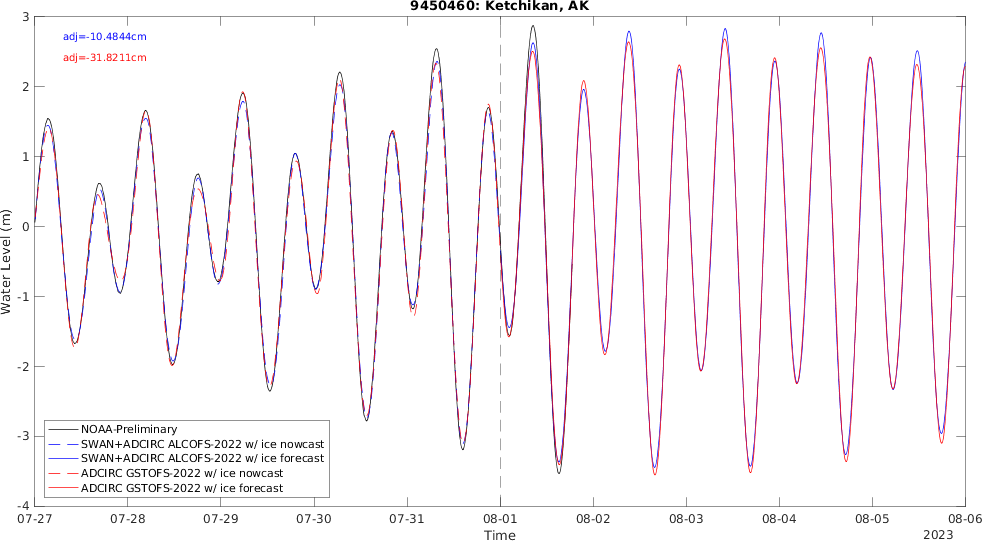 9450460: Ketchikan, AK
adj=-10.4844cm
adj=-31.8211cm
3
2
1
0
-1
-2
-3
-4
Water Level (m)
NOAA-Preliminary
SWAN+ADCIRC ALCOFS-2022 w/ ice nowcast
SWAN+ADCIRC ALCOFS-2022 w/ ice forecast
ADCIRC GSTOFS-2022 w/ ice nowcast
ADCIRC GSTOFS-2022 w/ ice forecast
07-27 07-28 07-29 07-30 07-31 08-01 08-02 08-03 08-04 08-05 08-06
Time
2023